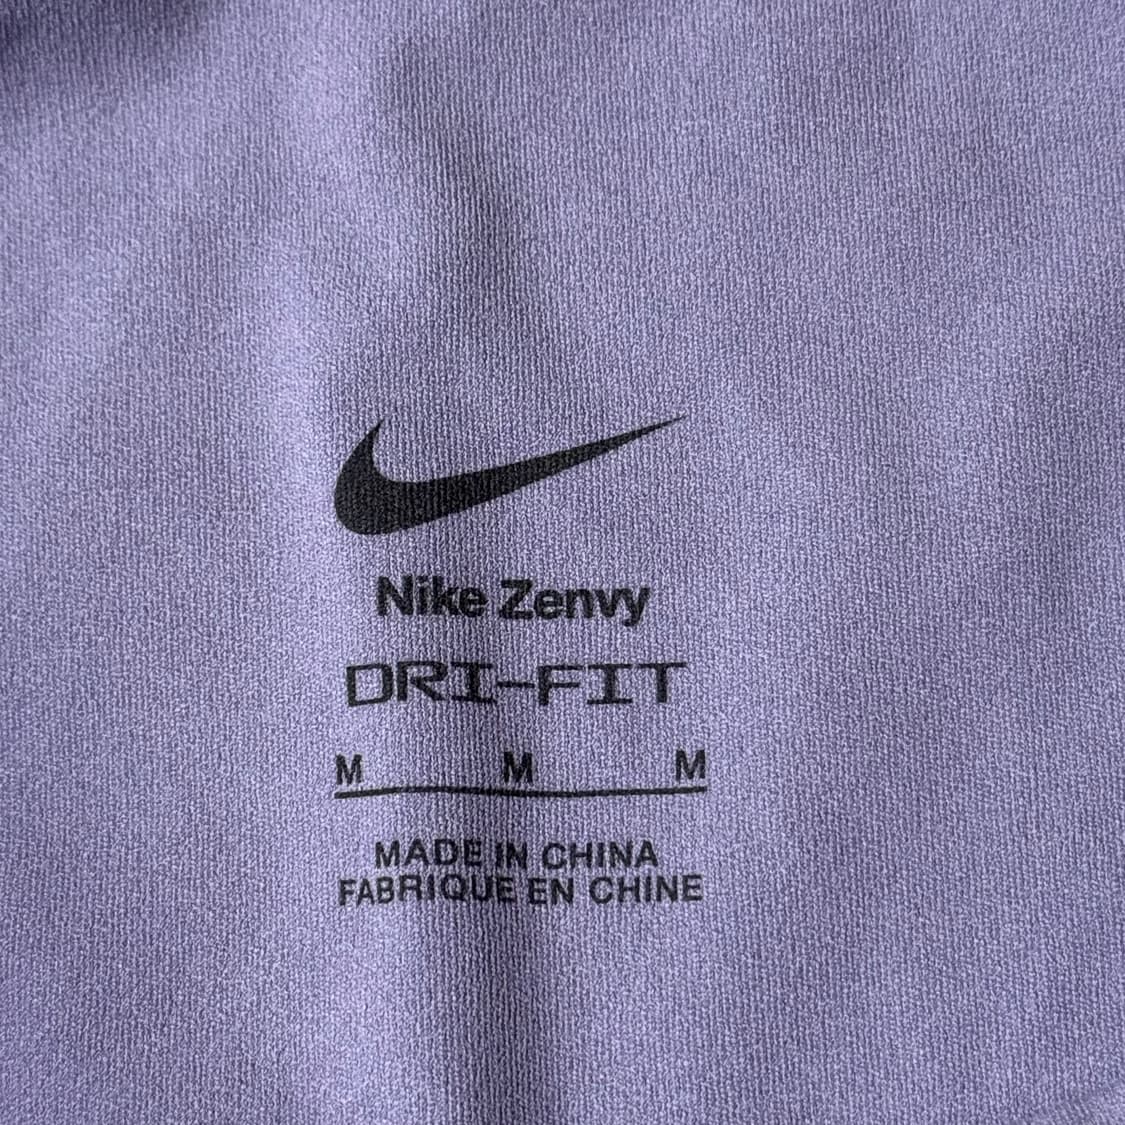 Nike Zenvy
DRI-FIT
M M M
MADE IN CHINA
FABRIQUE EN CHINE